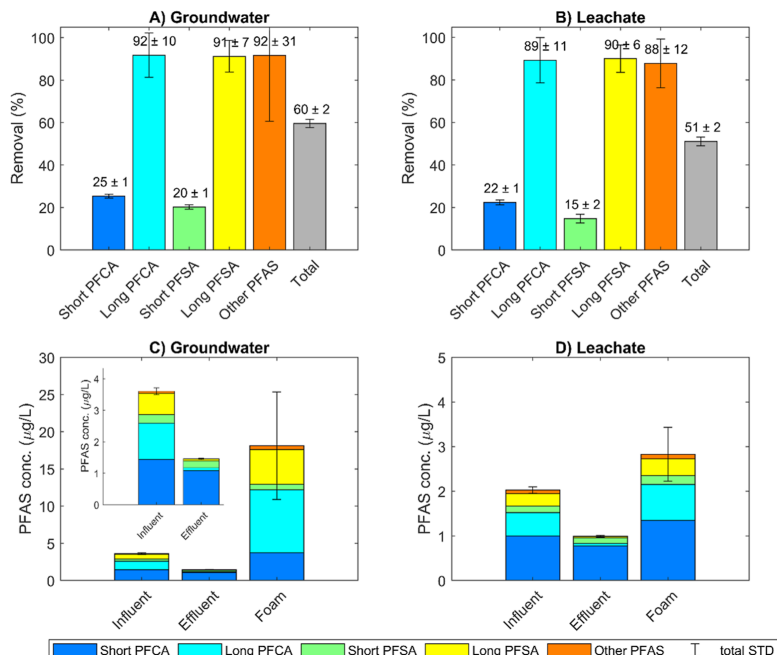 A) Groundwater
Removal (%)
100
80
60
40
20
0
25 ± 1
92 ± 10
20 ± 1
91 ± 7
92 ± 31
60 ± 2
Short PFCA
Long PFCA
Short PFSA
Long PFSA
Other PFAS
Total
B) Leachate
Removal (%)
100
80
60
40
20
0
22 ± 1
89 ± 11
15 ± 2
90 ± 6
88 ± 12
51 ± 2
Short PFCA
Long PFCA
Short PFSA
Long PFSA
Other PFAS
Total
C) Groundwater
PFAS conc. (µg/L)
30
25
20
15
10
5
0
PFAS conc. (µg/L)
4
3
2
1
0
Influent
Effluent
Influent
Effluent
Foam
D) Leachate
PFAS conc. (µg/L)
5
4
3
2
1
0
Influent
Effluent
Foam
Short PFCA Long PFCA Short PFSA Long PFSA Other PFAS total STD